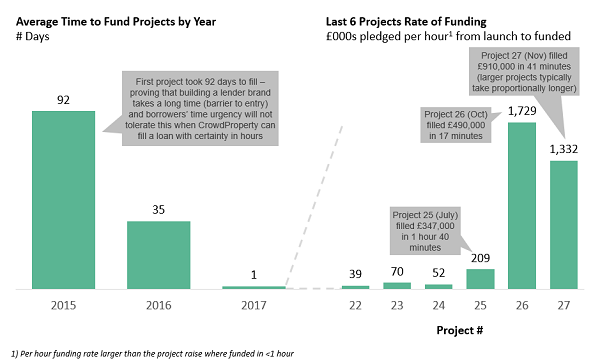 Average Time to Fund Projects by Year
# Days
92
First project took 92 days to fill –
proving that building a lender brand
takes a long time (barrier to entry)
and borrowers' time urgency will not
tolerate this when CrowdProperty can
fill a loan with certainty in hours
35
1
2015
2016
2017
Last 6 Projects Rate of Funding
£000s pledged per hour¹ from launch to funded
Project 27 (Nov) filled
£910,000 in 41 minutes
(larger projects typically
take proportionally longer)
Project 26 (Oct)
filled £490,000
in 17 minutes
1,729
1,332
Project 25 (July)
filled £347,000
in 1 hour 40
minutes
39
70
52
209
22
23
24
25
26
27
Project #
1) Per hour funding rate larger than the project raise where funded in <1 hour